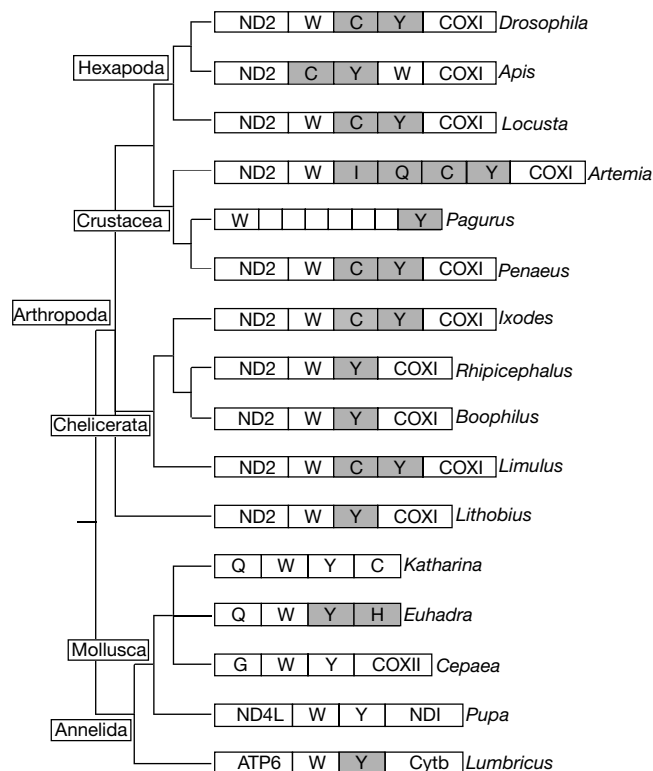 ND2 W C Y COXI Drosophila
Hexapoda
ND2 C Y W COXI Apis
ND2 W C Y COXI Locusta
ND2 W I Q C Y COXI Artemia
Crustacea
W Y Pagurus
ND2 W C Y COXI Penaeus
Arthropoda
ND2 W C Y COXI Ixodes
ND2 W Y COXI Rhipicephalus
ND2 W Y COXI Boophilus
Chelicerata
ND2 W C Y COXI Limulus
ND2 W Y COXI Lithobius
Q W Y C Katharina
Q W Y H Euhadra
Mollusca
G W Y COXII Cepaea
ND4L W Y NDI Pupa
Annelida
ATP6 W Y Cytb Lumbricus